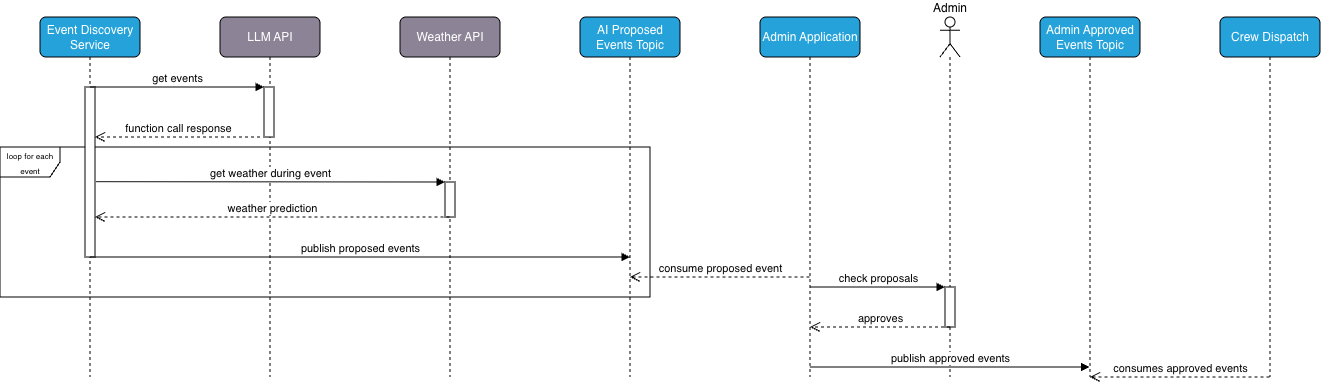 Admin
Event Discovery
Service
LLM API
Weather API
AI Proposed
Events Topic
Admin Application
Admin Approved
Events Topic
Crew Dispatch
get events
function call response
loop for each
event
get weather during event
weather prediction
publish proposed events
consume proposed event
check proposals
approves
publish approved events
consumes approved events